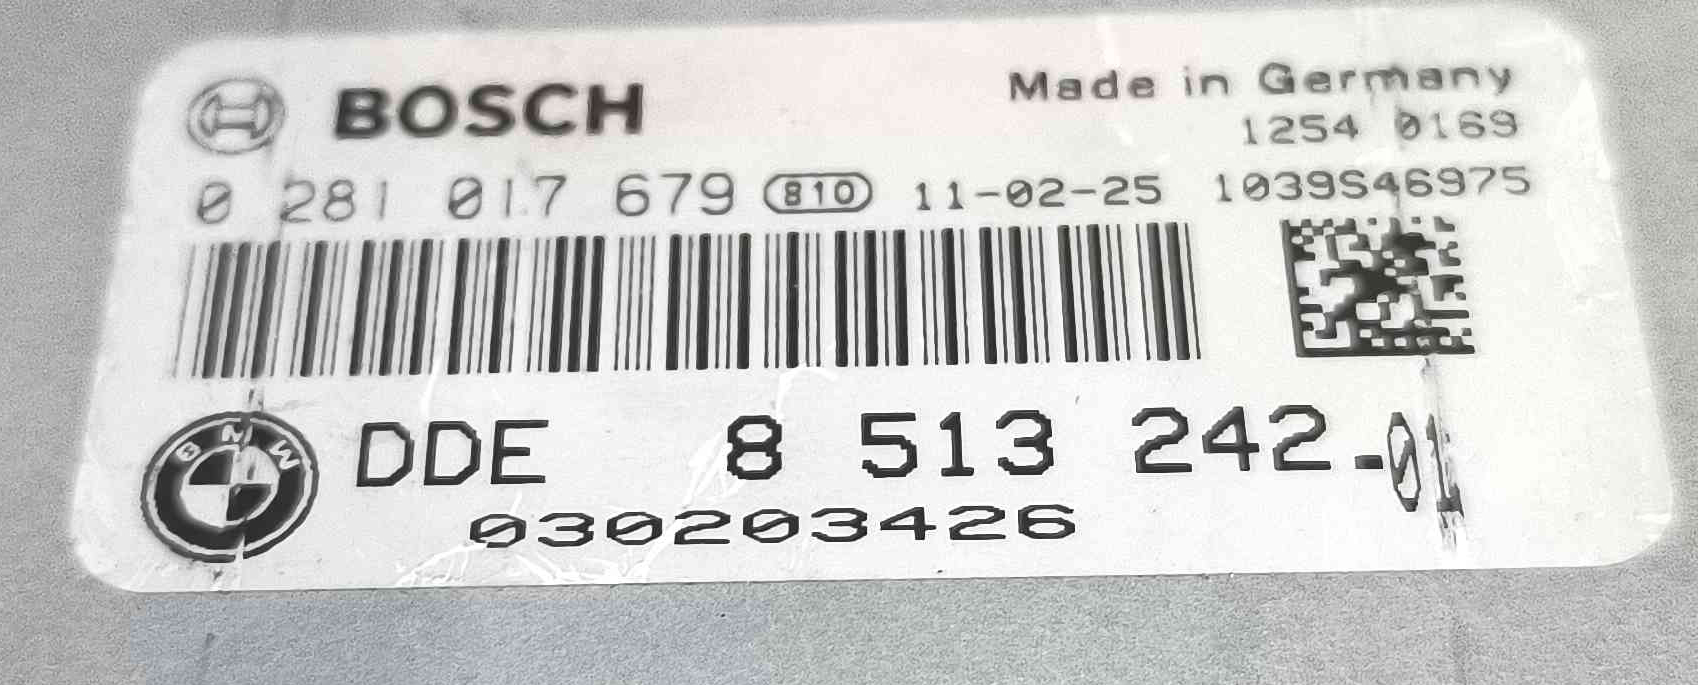 BOSCH
Made in Germany
1254 0169
0 281 017 679 810 11-02-25 1039S46975
BMW DDE 8 513 242.-01
030203426